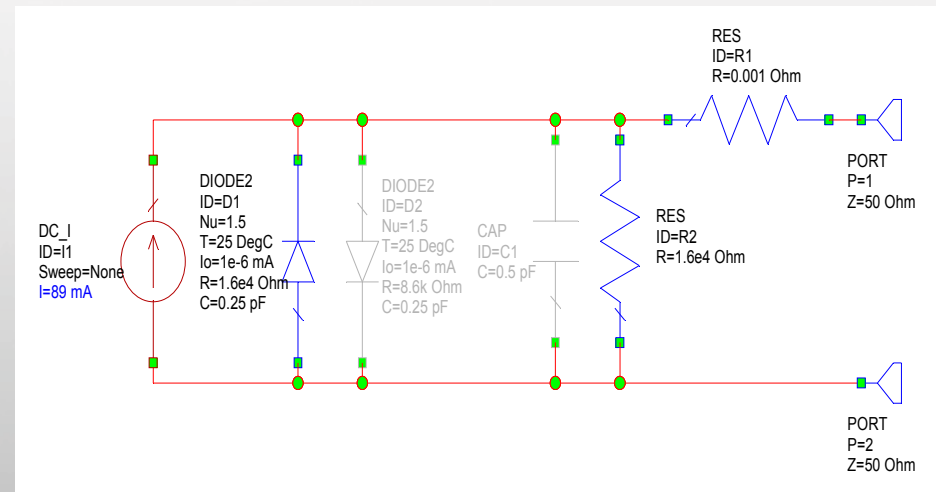 RES
ID=R1
R=0.001 Ohm
PORT
P=1
Z=50 Ohm
DC_I
ID=I1
Sweep=None
I=89 mA
DIODE2
ID=D1
Nu=1.5
T=25 DegC
Io=1e-6 mA
R=1.6e4 Ohm
C=0.25 pF
DIODE2
ID=D2
Nu=1.5
T=25 DegC
Io=1e-6 mA
R=8.6k Ohm
C=0.25 pF
CAP
ID=C1
C=0.5 pF
RES
ID=R2
R=1.6e4 Ohm
PORT
P=2
Z=50 Ohm